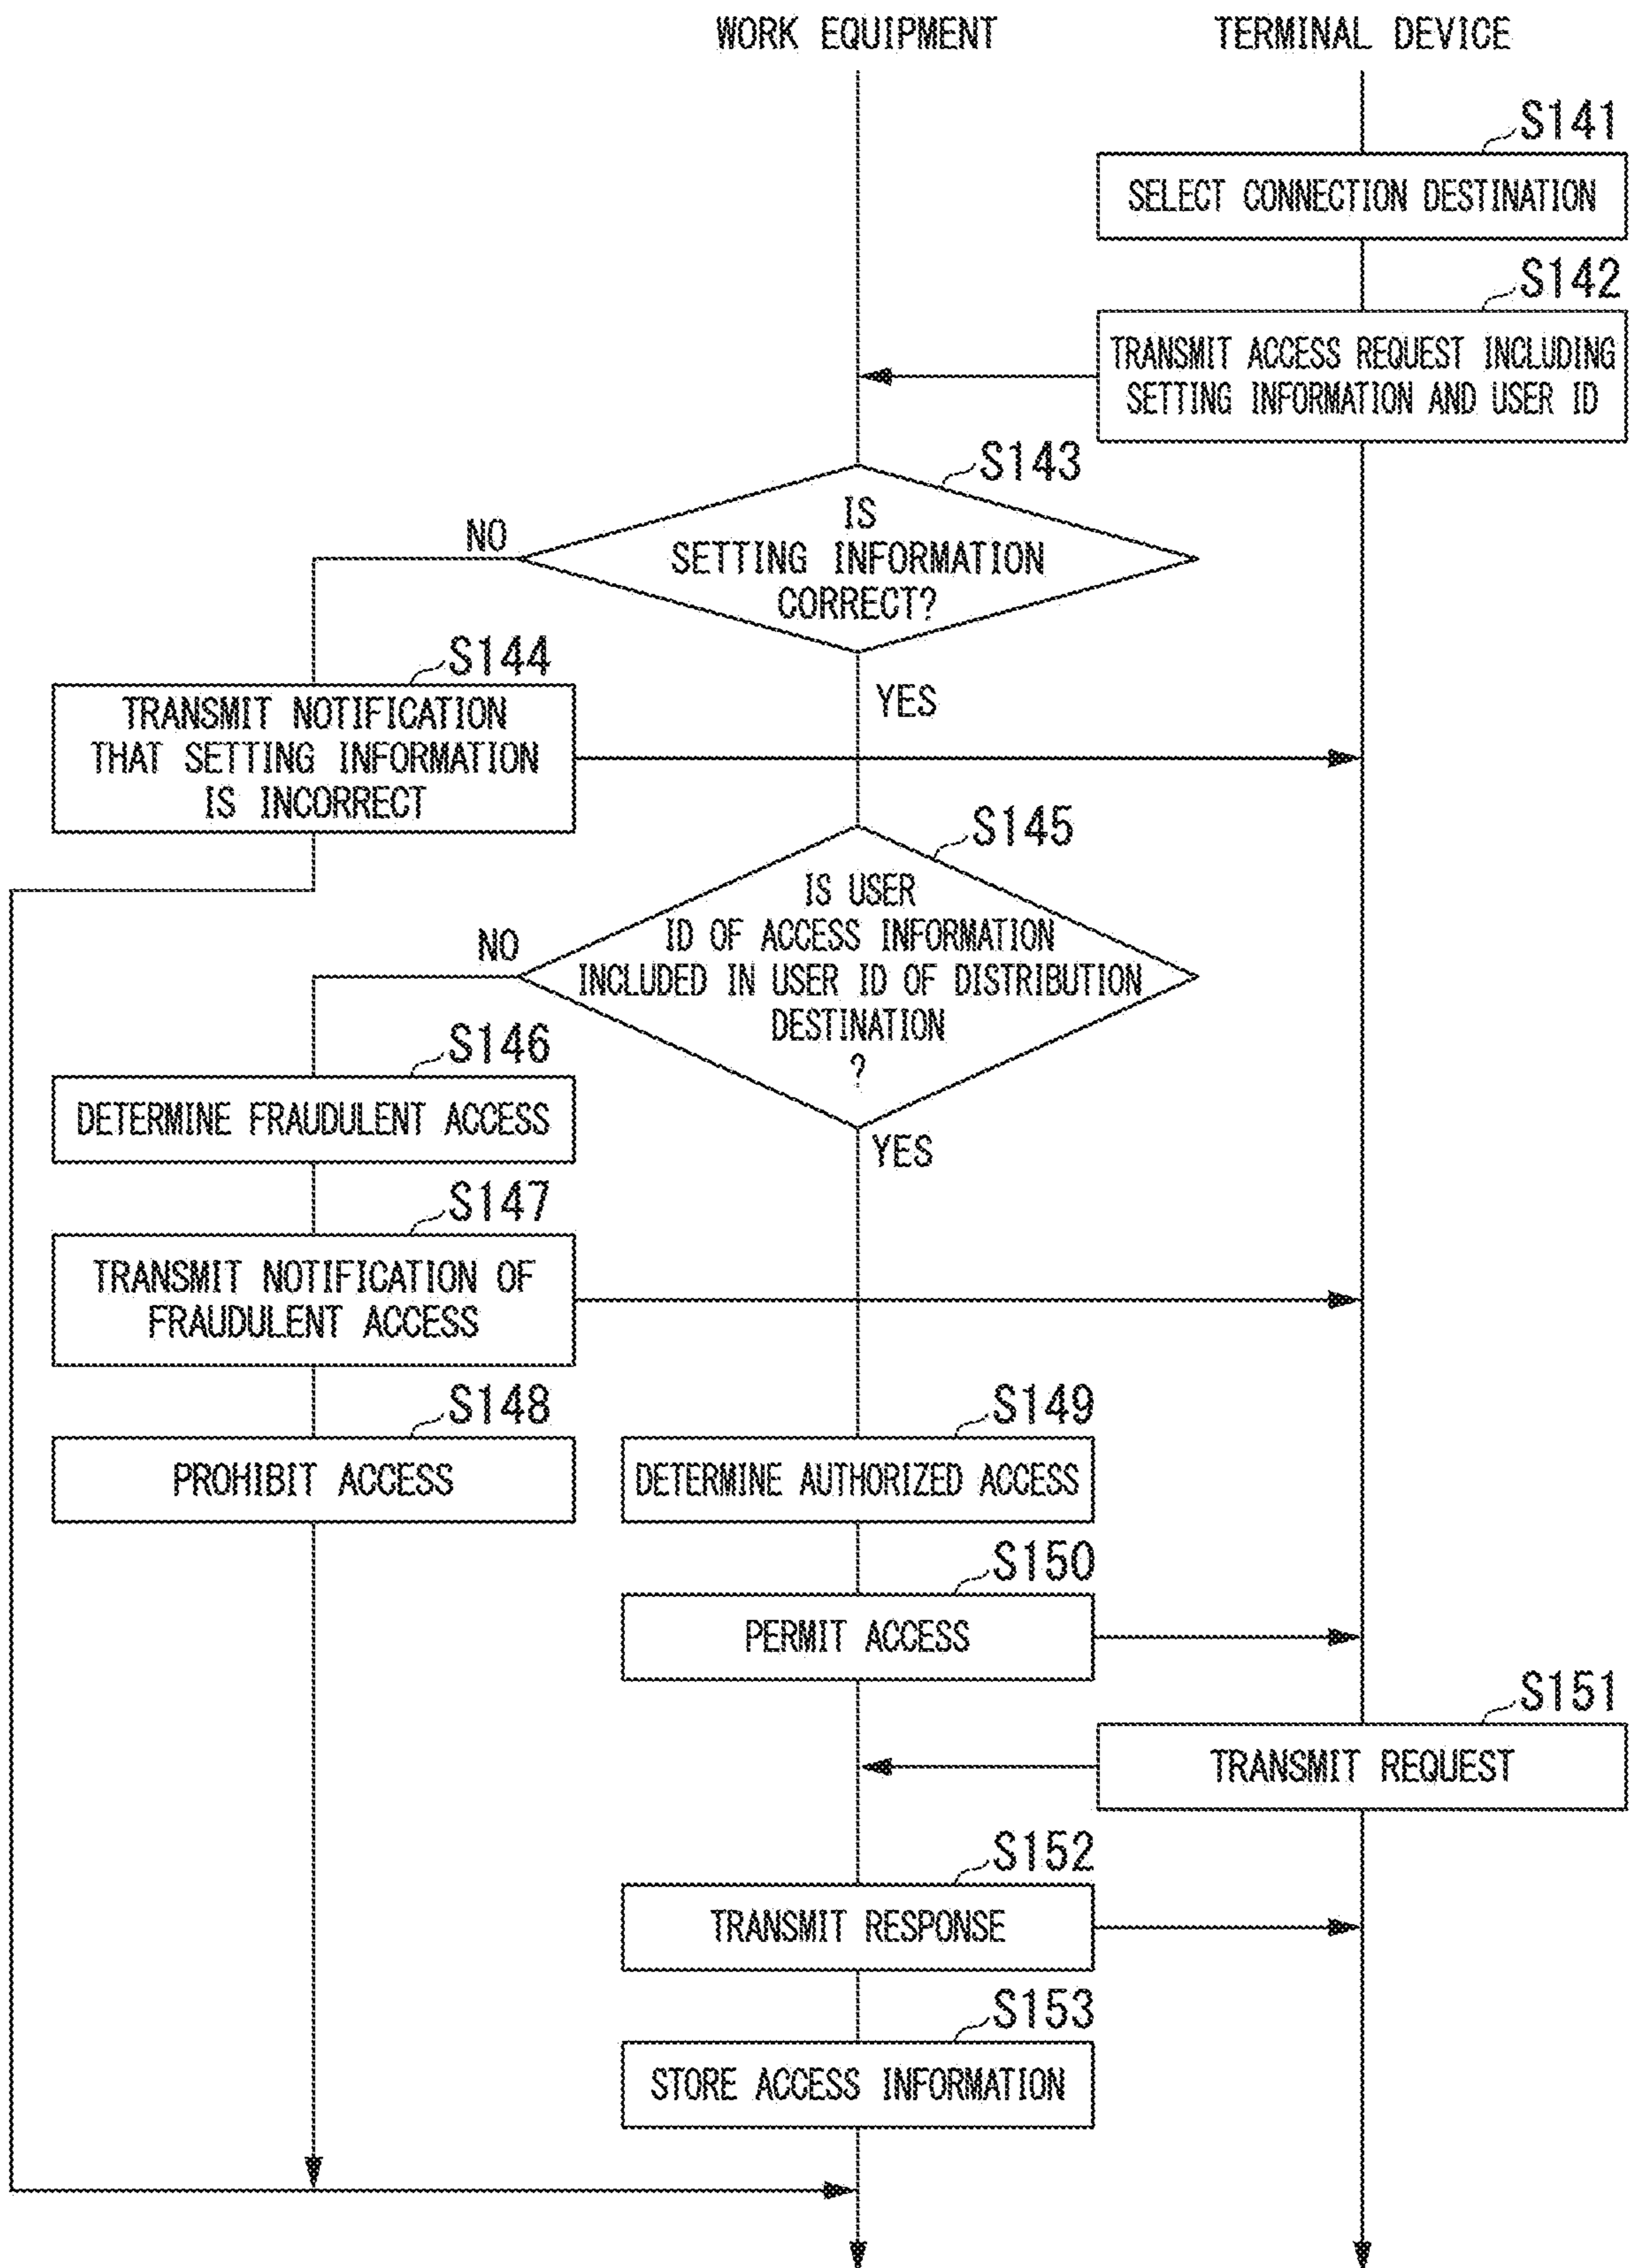 WORK EQUIPMENT
TERMINAL DEVICE
S141
SELECT CONNECTION DESTINATION
S142
TRANSMIT ACCESS REQUEST INCLUDING
SETTING INFORMATION AND USER ID
S143
IS
SETTING INFORMATION
CORRECT?
NO
YES
S144
TRANSMIT NOTIFICATION
THAT SETTING INFORMATION
IS INCORRECT
S145
IS USER
ID OF ACCESS INFORMATION
INCLUDED IN USER ID OF DISTRIBUTION
DESTINATION
?
NO
YES
S146
DETERMINE FRAUDULENT ACCESS
S147
TRANSMIT NOTIFICATION OF
FRAUDULENT ACCESS
S148
PROHIBIT ACCESS
S149
DETERMINE AUTHORIZED ACCESS
S150
PERMIT ACCESS
S151
TRANSMIT REQUEST
S152
TRANSMIT RESPONSE
S153
STORE ACCESS INFORMATION